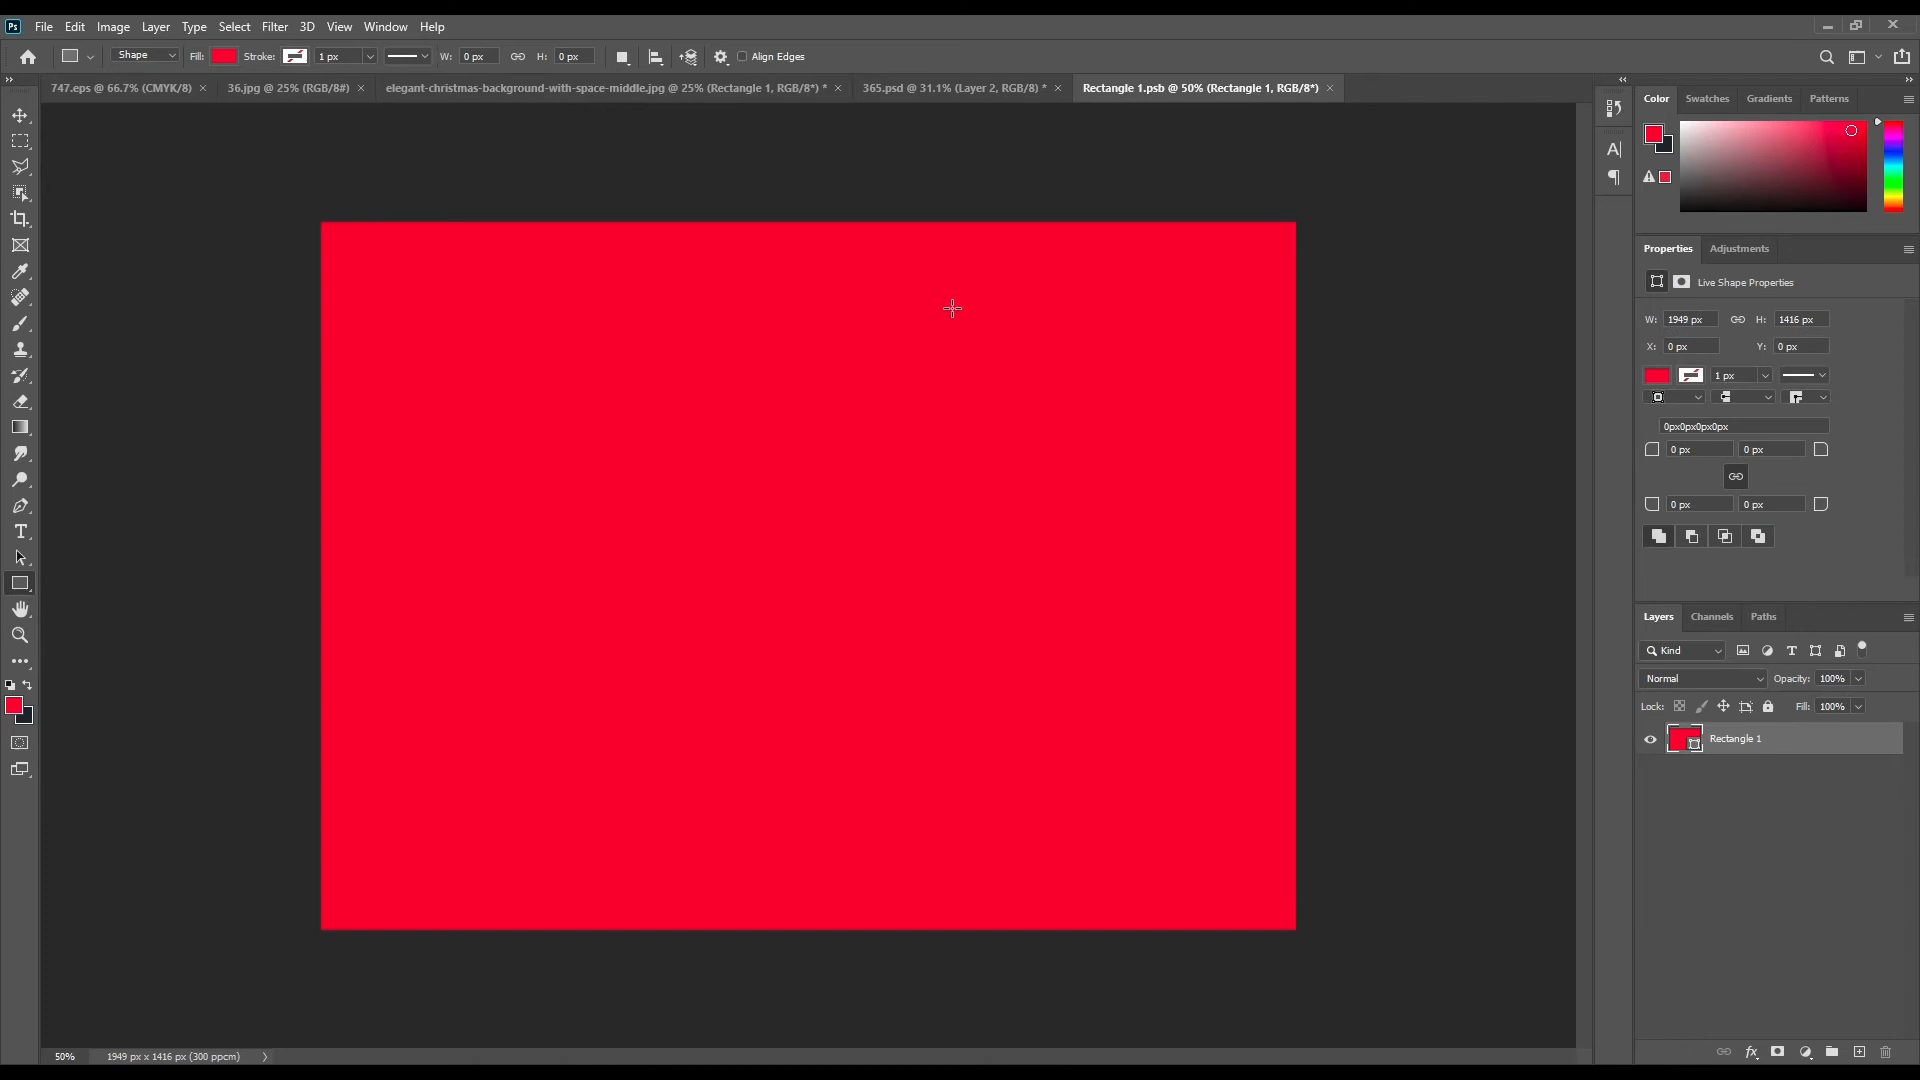 Ps File Edit Image Layer Type Select Filter 3D View Window Help
Shape Fill: Stroke: 1 px W: 0 px H: 0 px Align Edges
747.eps @ 66.7% (CMYK/8) × 36.jpg @ 25% (RGB/8#) × elegant-christmas-background-with-space-middle.jpg @ 25% (Rectangle 1, RGB/8*) * × 365.psd @ 31.1% (Layer 2, RGB/8) * × Rectangle 1.psb @ 50% (Rectangle 1, RGB/8*) ×
Color Swatches Gradients Patterns
Properties Adjustments
Live Shape Properties
W: 1949 px H: 1416 px
X: 0 px Y: 0 px
1 px
0px0px0px0px
0 px 0 px
0 px 0 px
Layers Channels Paths
Kind
Normal Opacity: 100%
Lock: Fill: 100%
Rectangle 1
50% 1949 px x 1416 px (300 ppcm)